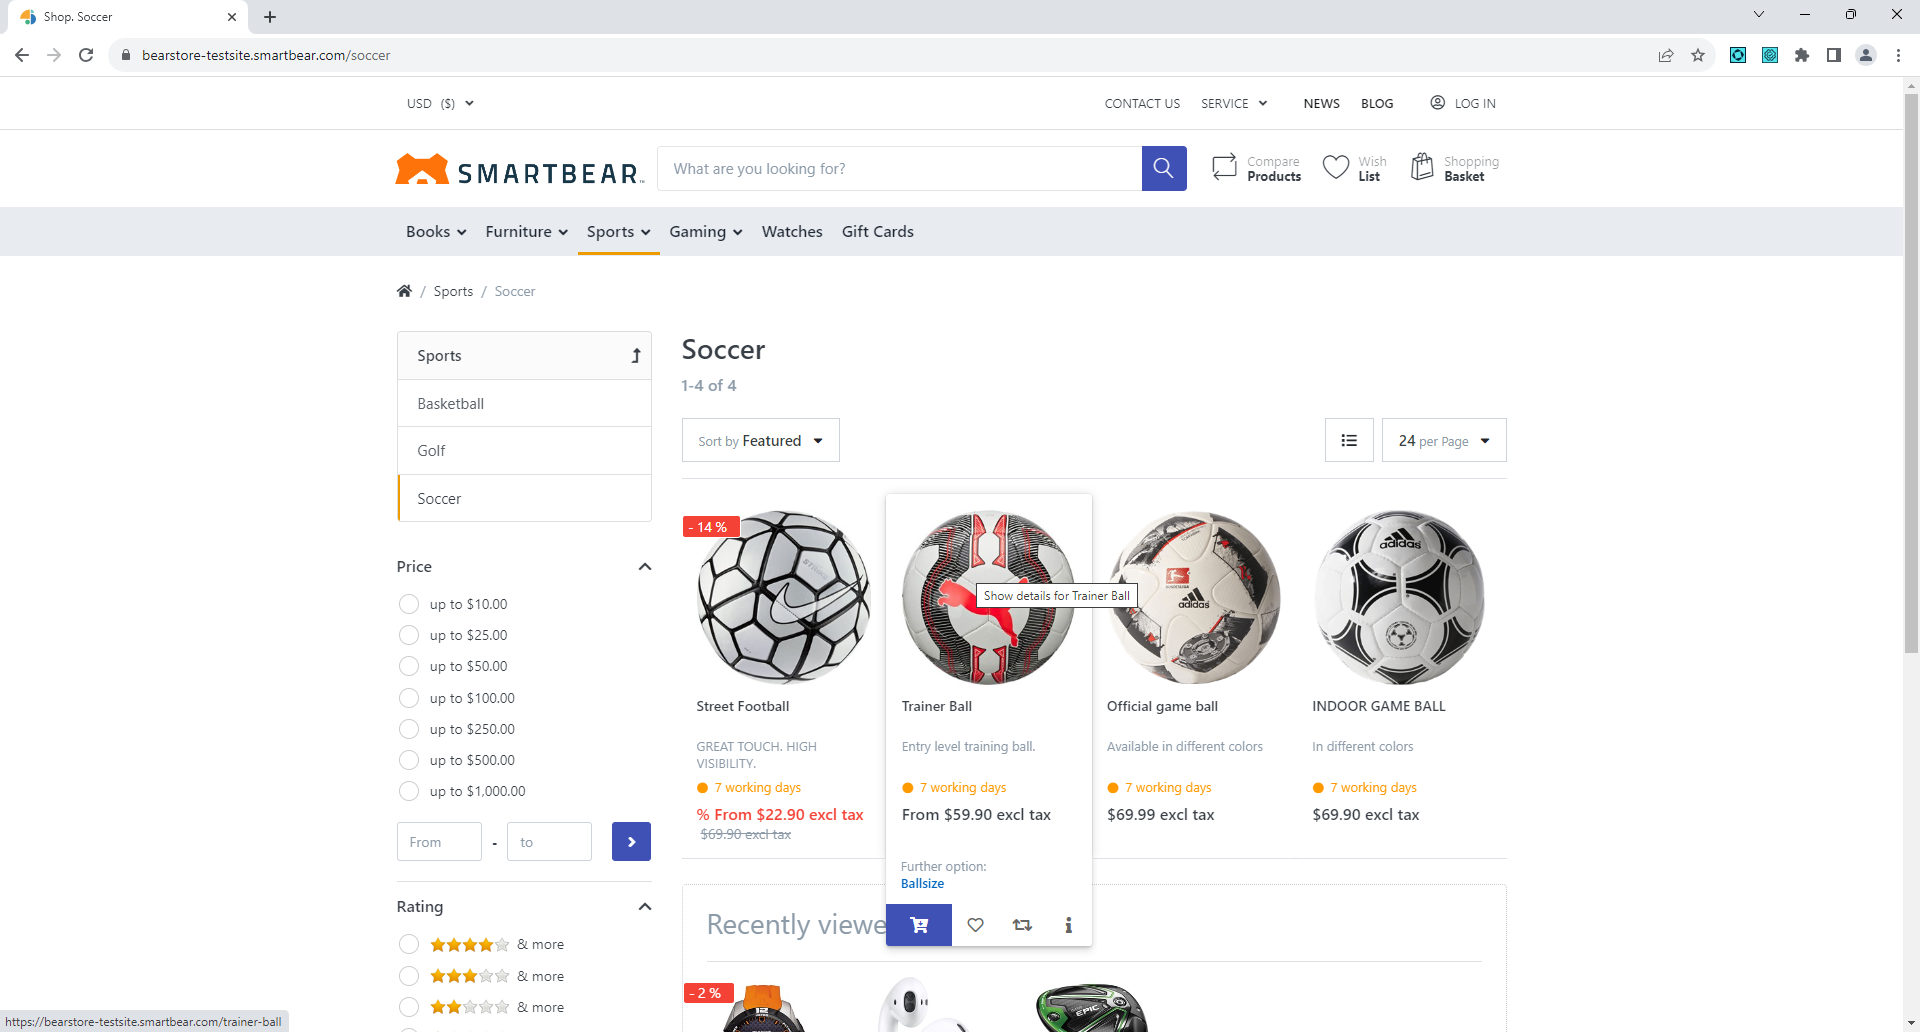 Shop. Soccer
bearstore-testsite.smartbear.com/soccer
USD ($)
CONTACT US
SERVICE
NEWS
BLOG
LOG IN
SMARTBEAR
What are you looking for?
Compare
Products
Wish
List
Shopping
Basket
Books
Furniture
Sports
Gaming
Watches
Gift Cards
/ Sports / Soccer
Sports
Basketball
Golf
Soccer
Price
up to $10.00
up to $25.00
up to $50.00
up to $100.00
up to $250.00
up to $500.00
up to $1,000.00
From - to
Rating
& more
& more
& more
Soccer
1-4 of 4
Sort by Featured
24 per Page
- 14 %
Street Football
GREAT TOUCH. HIGH
VISIBILITY.
7 working days
% From $22.90 excl tax
$69.90 excl tax
Show details for Trainer Ball
Trainer Ball
Entry level training ball.
7 working days
From $59.90 excl tax
Further option:
Ballsize
adidas
Official game ball
Available in different colors
7 working days
$69.99 excl tax
adidas
INDOOR GAME BALL
In different colors
7 working days
$69.90 excl tax
Recently viewe
- 2 %
12
EPIC
https://bearstore-testsite.smartbear.com/trainer-ball